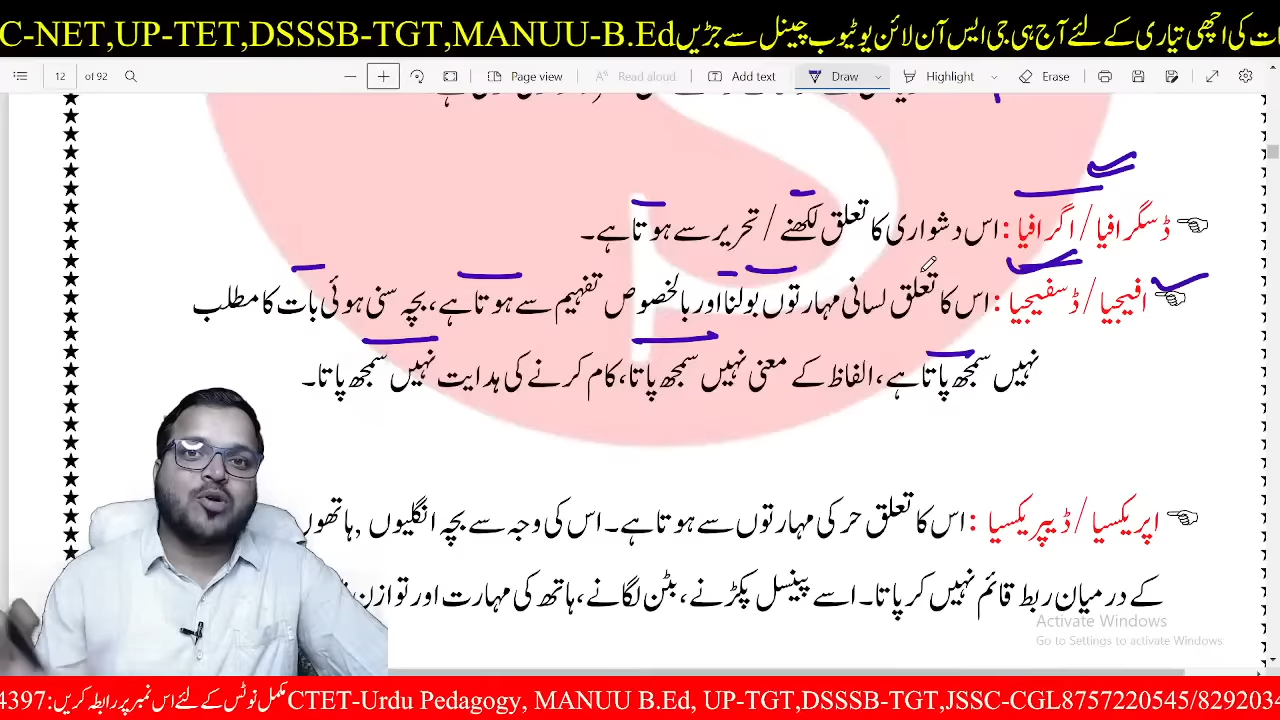 C-NET,UP-TET,DSSSB-TGT,MANUU-B.Ed کی اچھی تیاری کے لئے آج ہی جی ایس آن لائن یوٹیوب چینل سے جڑیں
12 of 92 Page view Read aloud Add text Draw Highlight Erase
ڈسگرافیا/اگرافیا : اس دشواری کا تعلق لکھنے / تحریر سے ہوتا ہے۔
افیجیا/ڈسفیجیا : اس کا تعلق لسانی مہارتوں بولنا اور بالخصوص تفہیم سے ہوتا ہے، بچہ سنی ہوئی بات کا مطلب
نہیں سمجھ پاتا ہے، الفاظ کے معنی نہیں سمجھ پاتا، کام کرنے کی ہدایت نہیں سمجھ پاتا۔
اپریکسیا/ڈیپریکسیا : اس کا تعلق حرکی مہارتوں سے ہوتا ہے۔ اس کی وجہ سے بچہ انگلیوں, ہاتھوں
کے درمیان ربط قائم نہیں کر پاتا۔ اسے پینسل پکڑنے، بٹن لگانے، ہاتھ کی مہارت اور توازن
Activate Windows
Go to Settings to activate Windows.
4397: مکمل نوٹس کے لئے اس نمبر پر رابطہ کریں CTET-Urdu Pedagogy, MANUU B.Ed, UP-TGT,DSSSB-TGT,JSSC-CGL8757220545/829203